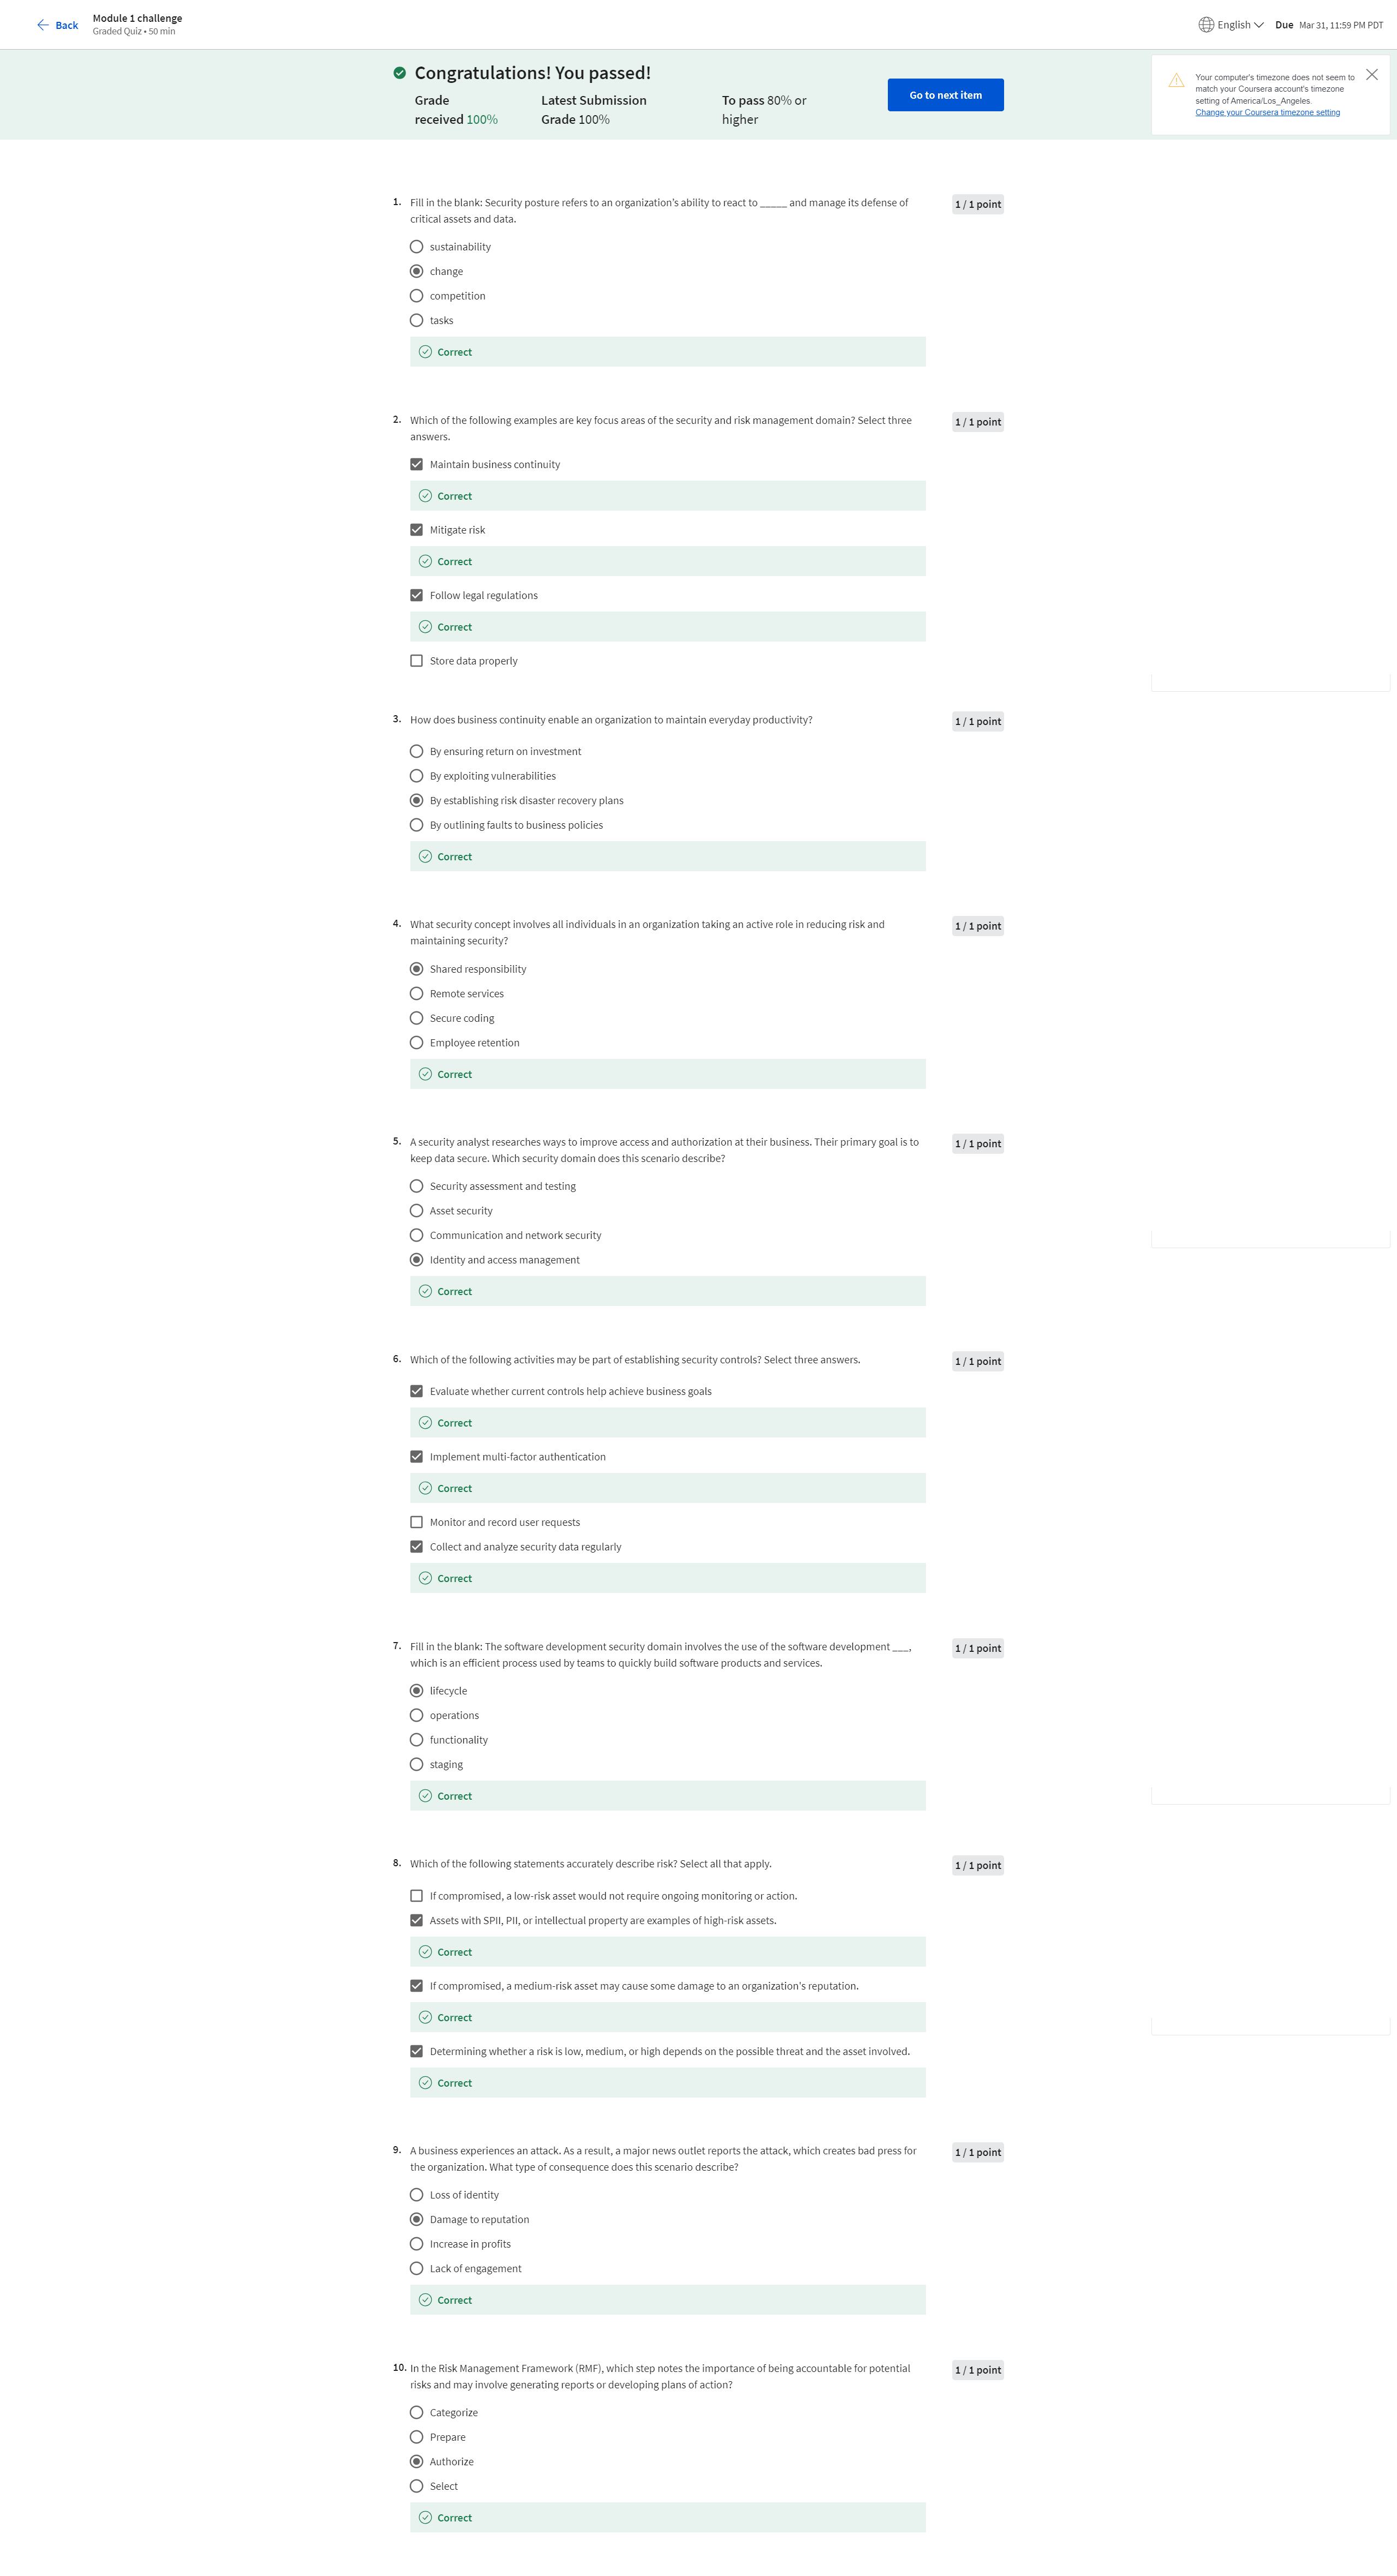 Back
Module 1 challenge
Graded Quiz • 50 min
English
Due Mar 31, 11:59 PM PDT
Congratulations! You passed!
Grade received 100%
Latest Submission Grade 100%
To pass 80% or higher
Go to next item
Your computer's timezone does not seem to
match your Coursera account's timezone
setting of America/Los_Angeles.
Change your Coursera timezone setting
1. Fill in the blank: Security posture refers to an organization’s ability to react to _____ and manage its defense of
critical assets and data.
1 / 1 point
sustainability
change
competition
tasks
Correct
2. Which of the following examples are key focus areas of the security and risk management domain? Select three
answers.
1 / 1 point
Maintain business continuity
Correct
Mitigate risk
Correct
Follow legal regulations
Correct
Store data properly
3. How does business continuity enable an organization to maintain everyday productivity?
1 / 1 point
By ensuring return on investment
By exploiting vulnerabilities
By establishing risk disaster recovery plans
By outlining faults to business policies
Correct
4. What security concept involves all individuals in an organization taking an active role in reducing risk and
maintaining security?
1 / 1 point
Shared responsibility
Remote services
Secure coding
Employee retention
Correct
5. A security analyst researches ways to improve access and authorization at their business. Their primary goal is to
keep data secure. Which security domain does this scenario describe?
1 / 1 point
Security assessment and testing
Asset security
Communication and network security
Identity and access management
Correct
6. Which of the following activities may be part of establishing security controls? Select three answers.
1 / 1 point
Evaluate whether current controls help achieve business goals
Correct
Implement multi-factor authentication
Correct
Monitor and record user requests
Collect and analyze security data regularly
Correct
7. Fill in the blank: The software development security domain involves the use of the software development ___,
which is an efficient process used by teams to quickly build software products and services.
1 / 1 point
lifecycle
operations
functionality
staging
Correct
8. Which of the following statements accurately describe risk? Select all that apply.
1 / 1 point
If compromised, a low-risk asset would not require ongoing monitoring or action.
Assets with SPII, PII, or intellectual property are examples of high-risk assets.
Correct
If compromised, a medium-risk asset may cause some damage to an organization's reputation.
Correct
Determining whether a risk is low, medium, or high depends on the possible threat and the asset involved.
Correct
9. A business experiences an attack. As a result, a major news outlet reports the attack, which creates bad press for
the organization. What type of consequence does this scenario describe?
1 / 1 point
Loss of identity
Damage to reputation
Increase in profits
Lack of engagement
Correct
10. In the Risk Management Framework (RMF), which step notes the importance of being accountable for potential
risks and may involve generating reports or developing plans of action?
1 / 1 point
Categorize
Prepare
Authorize
Select
Correct